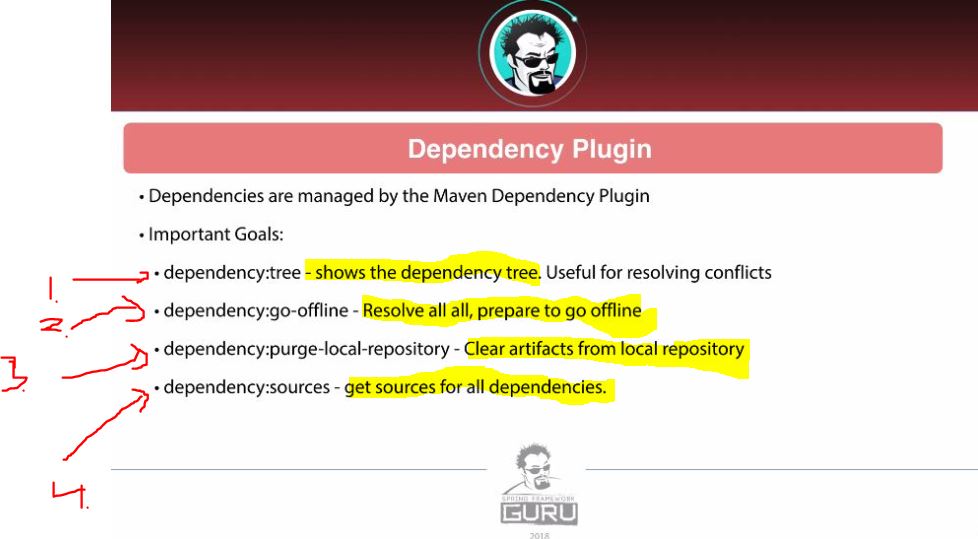 Dependency Plugin
• Dependencies are managed by the Maven Dependency Plugin
• Important Goals:
1. • dependency:tree - shows the dependency tree. Useful for resolving conflicts
2. • dependency:go-offline - Resolve all all, prepare to go offline
3. • dependency:purge-local-repository - Clear artifacts from local repository
4. • dependency:sources - get sources for all dependencies.
SPRING FRAMEWORK
GURU
2018